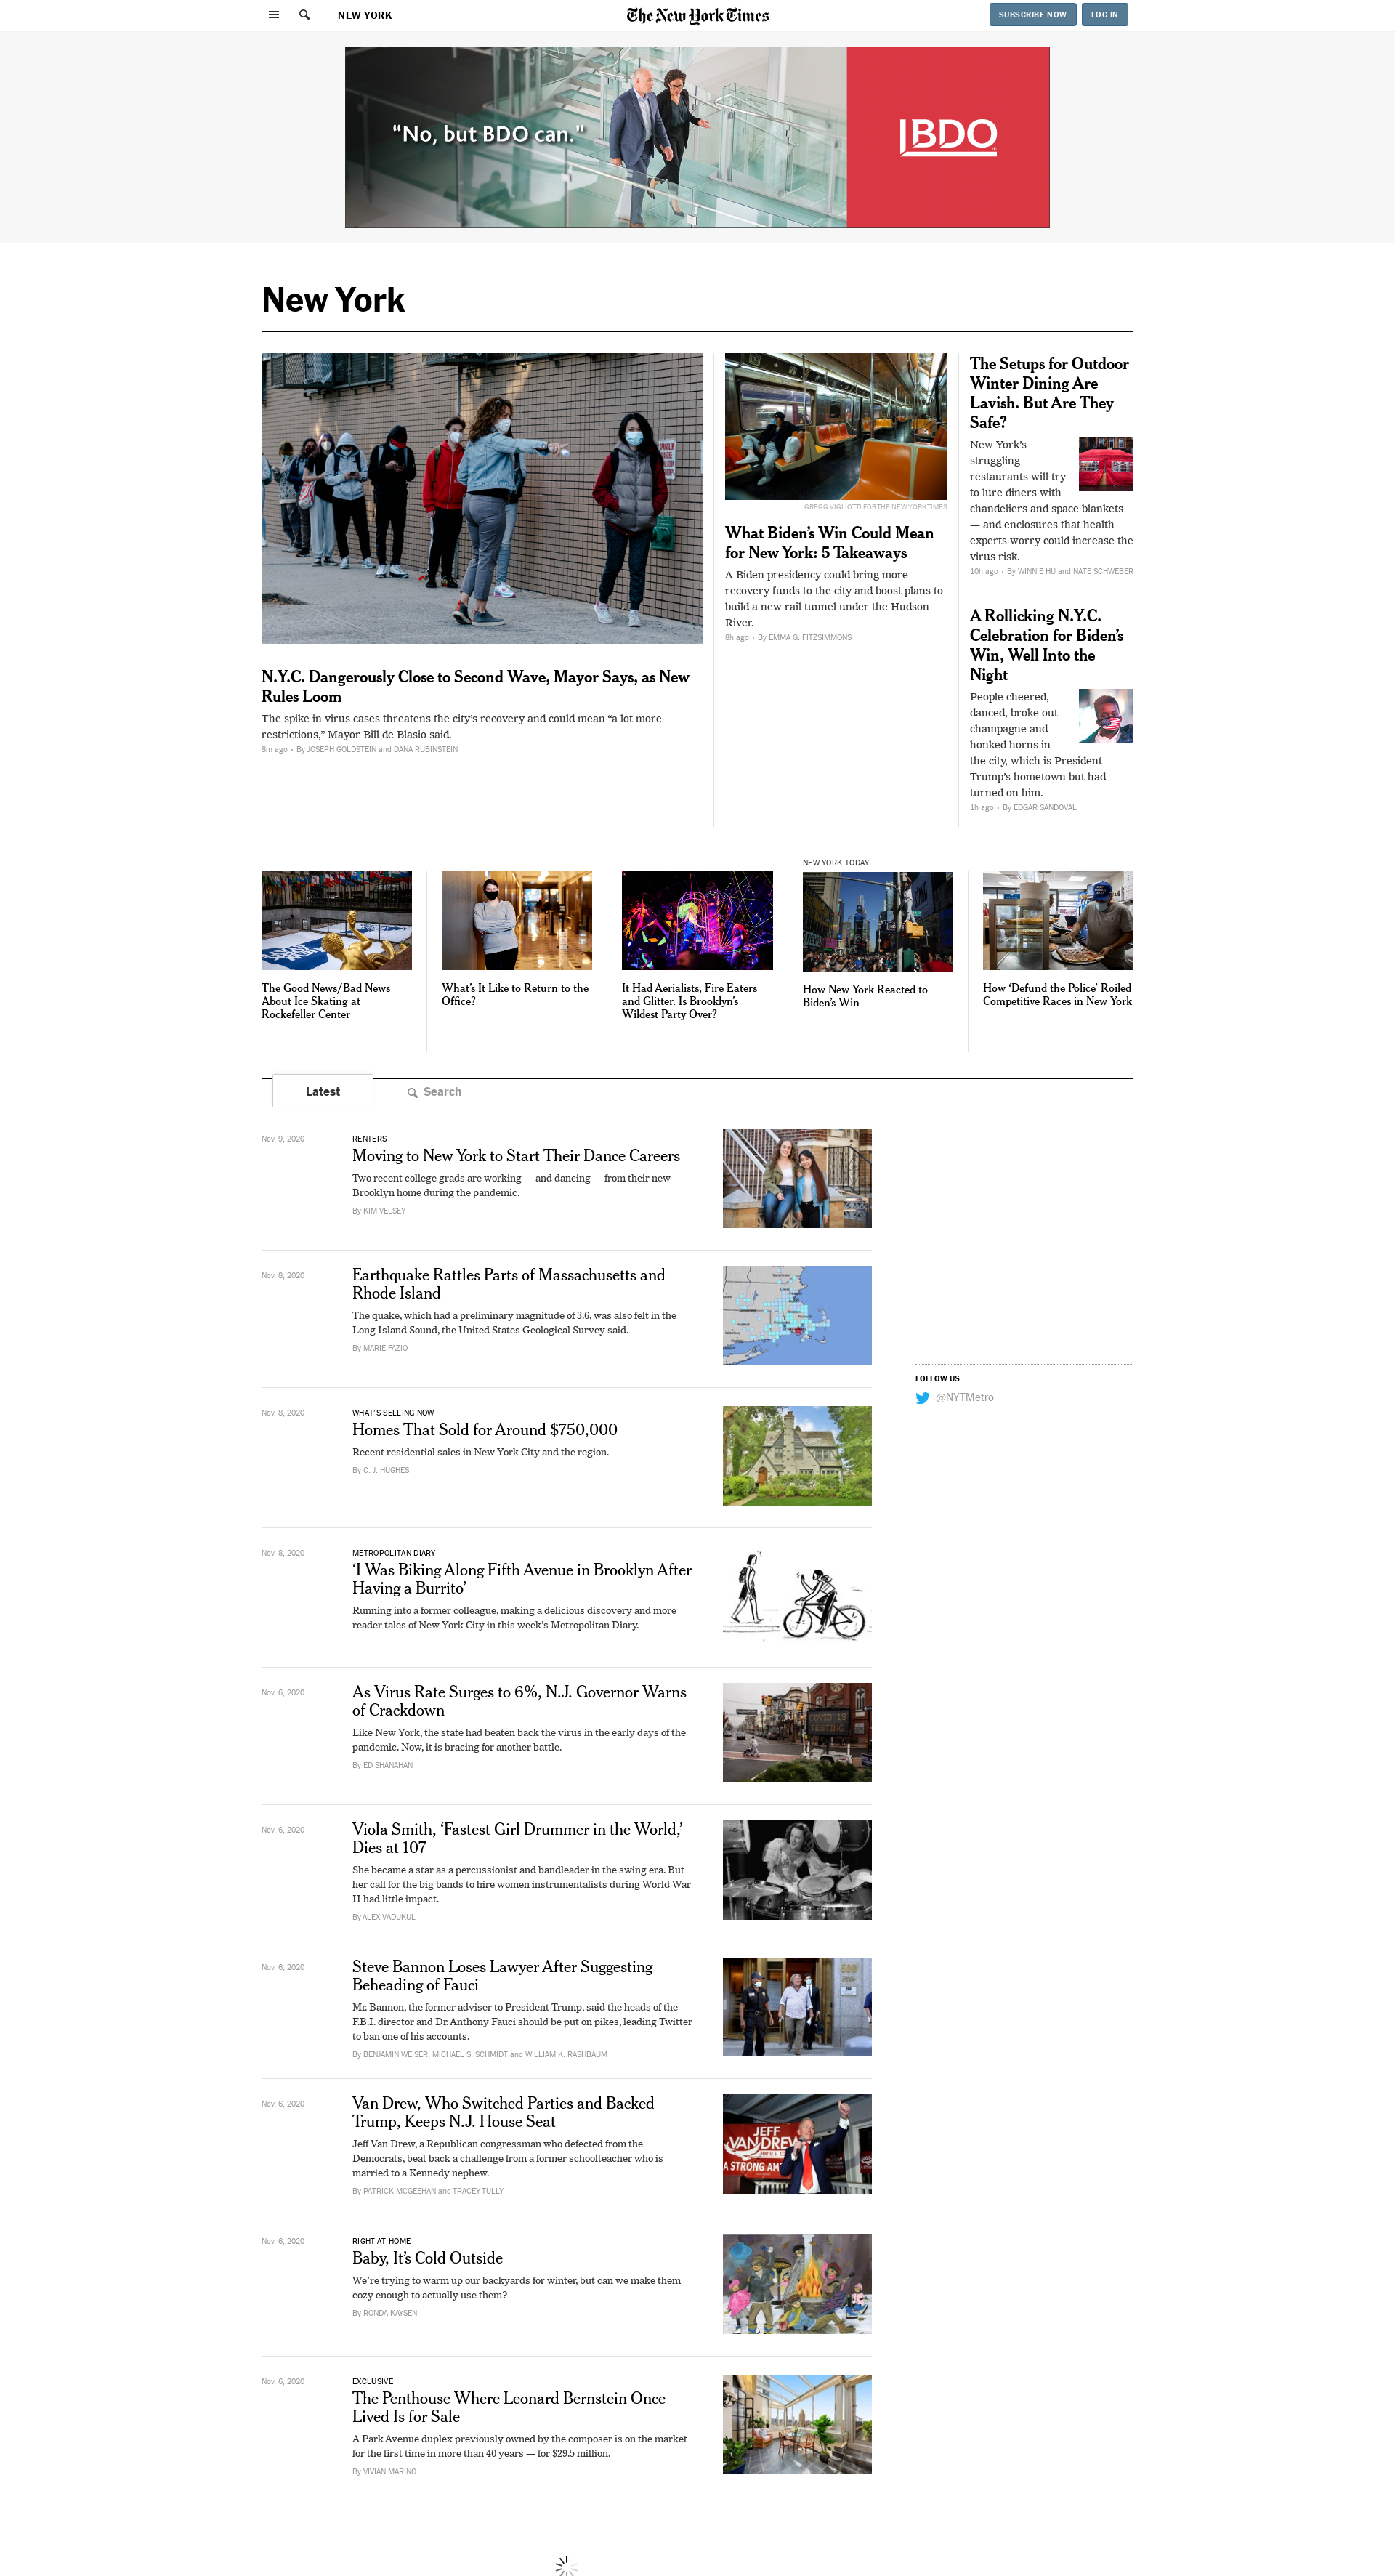 NEW YORK
The New York Times
SUBSCRIBE NOW
LOG IN
“No, but BDO can.”
BDO
New York
N.Y.C. Dangerously Close to Second Wave, Mayor Says, as New
Rules Loom
The spike in virus cases threatens the city’s recovery and could mean “a lot more
restrictions,” Mayor Bill de Blasio said.
8m ago • By JOSEPH GOLDSTEIN and DANA RUBINSTEIN
GREGG VIGLIOTTI FOR THE NEW YORK TIMES
What Biden’s Win Could Mean
for New York: 5 Takeaways
A Biden presidency could bring more
recovery funds to the city and boost plans to
build a new rail tunnel under the Hudson
River.
8h ago • By EMMA G. FITZSIMMONS
The Setups for Outdoor
Winter Dining Are
Lavish. But Are They
Safe?
New York’s
struggling
restaurants will try
to lure diners with
chandeliers and space blankets
— and enclosures that health
experts worry could increase the
virus risk.
10h ago • By WINNIE HU and NATE SCHWEBER
A Rollicking N.Y.C.
Celebration for Biden’s
Win, Well Into the
Night
People cheered,
danced, broke out
champagne and
honked horns in
the city, which is President
Trump’s hometown but had
turned on him.
1h ago • By EDGAR SANDOVAL
The Good News/Bad News
About Ice Skating at
Rockefeller Center
What’s It Like to Return to the
Office?
It Had Aerialists, Fire Eaters
and Glitter. Is Brooklyn’s
Wildest Party Over?
NEW YORK TODAY
How New York Reacted to
Biden’s Win
How ‘Defund the Police’ Roiled
Competitive Races in New York
Latest
Search
Nov. 9, 2020
RENTERS
Moving to New York to Start Their Dance Careers
Two recent college grads are working — and dancing — from their new
Brooklyn home during the pandemic.
By KIM VELSEY
Nov. 8, 2020
Earthquake Rattles Parts of Massachusetts and
Rhode Island
The quake, which had a preliminary magnitude of 3.6, was also felt in the
Long Island Sound, the United States Geological Survey said.
By MARIE FAZIO
FOLLOW US
@NYTMetro
Nov. 8, 2020
WHAT’S SELLING NOW
Homes That Sold for Around $750,000
Recent residential sales in New York City and the region.
By C. J. HUGHES
Nov. 8, 2020
METROPOLITAN DIARY
‘I Was Biking Along Fifth Avenue in Brooklyn After
Having a Burrito’
Running into a former colleague, making a delicious discovery and more
reader tales of New York City in this week’s Metropolitan Diary.
Nov. 6, 2020
As Virus Rate Surges to 6%, N.J. Governor Warns
of Crackdown
Like New York, the state had beaten back the virus in the early days of the
pandemic. Now, it is bracing for another battle.
By ED SHANAHAN
COVID 19
TESTING
Nov. 6, 2020
Viola Smith, ‘Fastest Girl Drummer in the World,’
Dies at 107
She became a star as a percussionist and bandleader in the swing era. But
her call for the big bands to hire women instrumentalists during World War
II had little impact.
By ALEX VADUKUL
Nov. 6, 2020
Steve Bannon Loses Lawyer After Suggesting
Beheading of Fauci
Mr. Bannon, the former adviser to President Trump, said the heads of the
F.B.I. director and Dr. Anthony Fauci should be put on pikes, leading Twitter
to ban one of his accounts.
By BENJAMIN WEISER, MICHAEL S. SCHMIDT and WILLIAM K. RASHBAUM
500
Nov. 6, 2020
Van Drew, Who Switched Parties and Backed
Trump, Keeps N.J. House Seat
Jeff Van Drew, a Republican congressman who defected from the
Democrats, beat back a challenge from a former schoolteacher who is
married to a Kennedy nephew.
By PATRICK MCGEEHAN and TRACEY TULLY
JEFF
VAN DREW
A STRONG AM
Nov. 6, 2020
RIGHT AT HOME
Baby, It’s Cold Outside
We’re trying to warm up our backyards for winter, but can we make them
cozy enough to actually use them?
By RONDA KAYSEN
Nov. 6, 2020
EXCLUSIVE
The Penthouse Where Leonard Bernstein Once
Lived Is for Sale
A Park Avenue duplex previously owned by the composer is on the market
for the first time in more than 40 years — for $29.5 million.
By VIVIAN MARINO